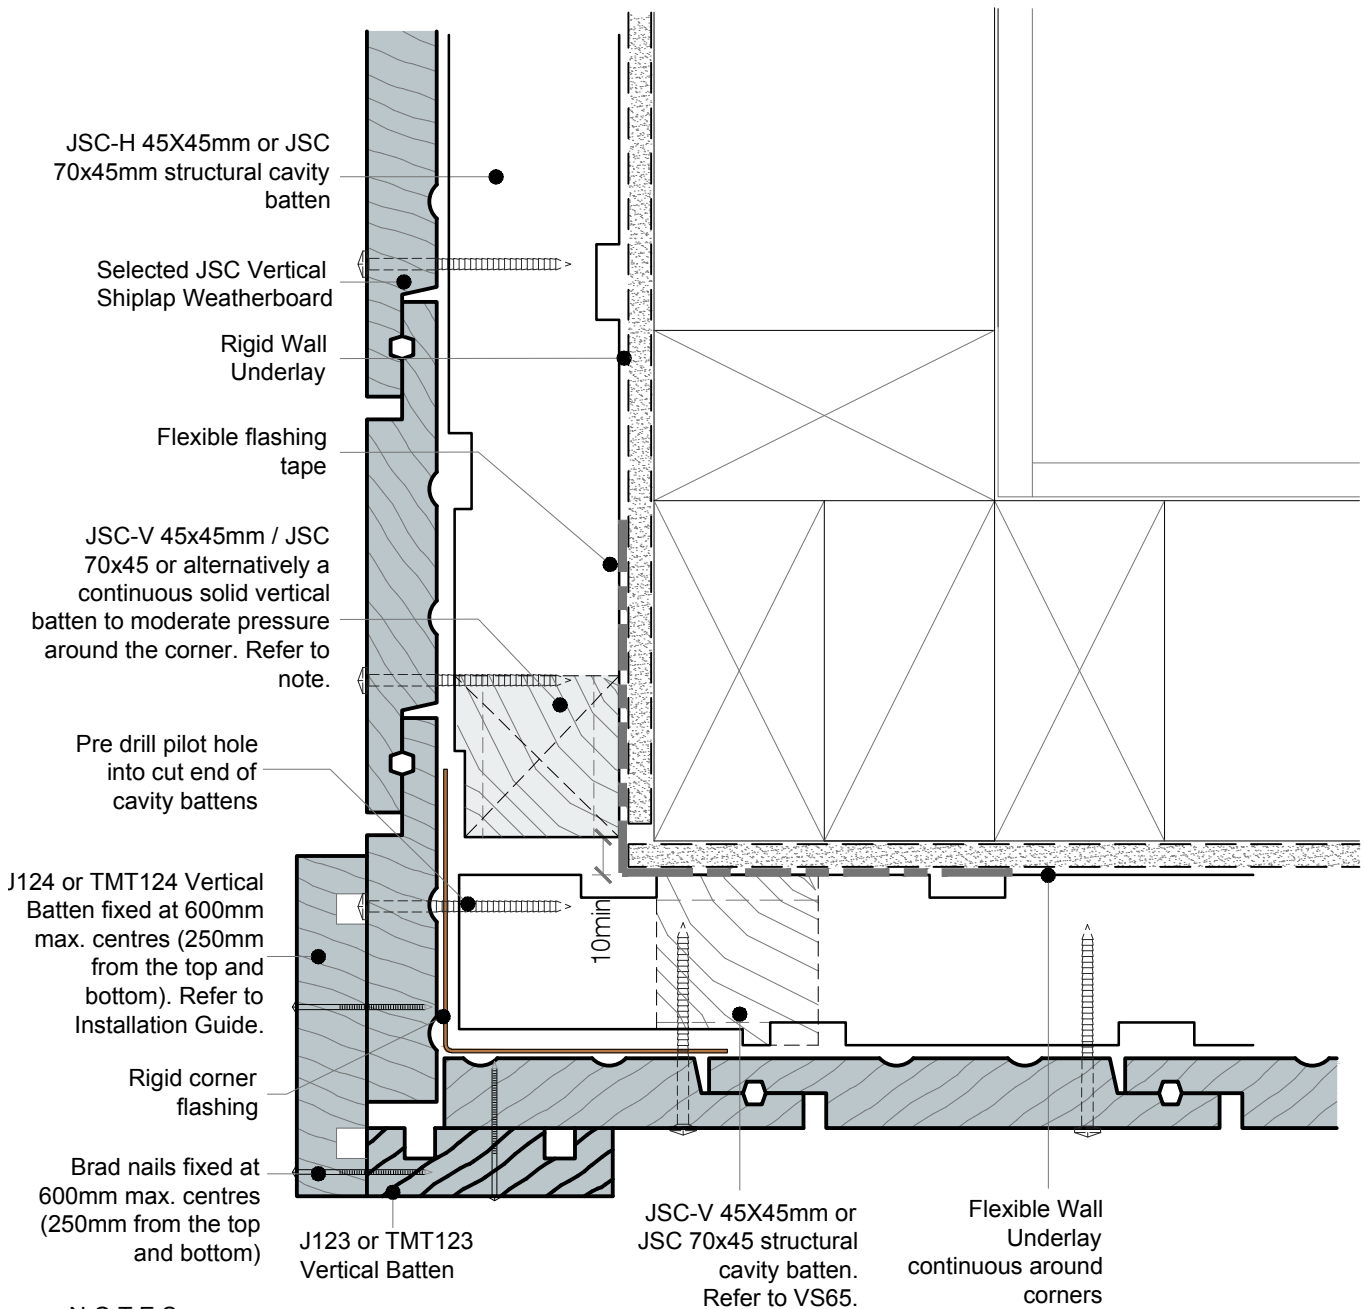 JSC-H 45X45mm or JSC
70x45mm structural cavity
batten
Selected JSC Vertical
Shiplap Weatherboard
Rigid Wall
Underlay
Flexible flashing
tape
JSC-V 45x45mm / JSC
70x45 or alternatively a
continuous solid vertical
batten to moderate pressure
around the corner. Refer to
note.
Pre drill pilot hole
into cut end of
cavity battens
J124 or TMT124 Vertical
Batten fixed at 600mm
max. centres (250mm
from the top and
bottom). Refer to
Installation Guide.
Rigid corner
flashing
Brad nails fixed at
600mm max. centres
(250mm from the top
and bottom)
J123 or TMT123
Vertical Batten
10min
JSC-V 45X45mm or
JSC 70x45 structural
cavity batten.
Refer to VS65.
Flexible Wall
Underlay
continuous around
corners
NOTES